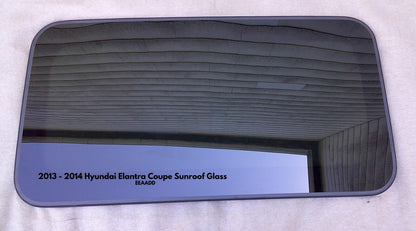 2013 - 2014 Hyundai Elantra Coupe Sunroof Glass
EEAADD